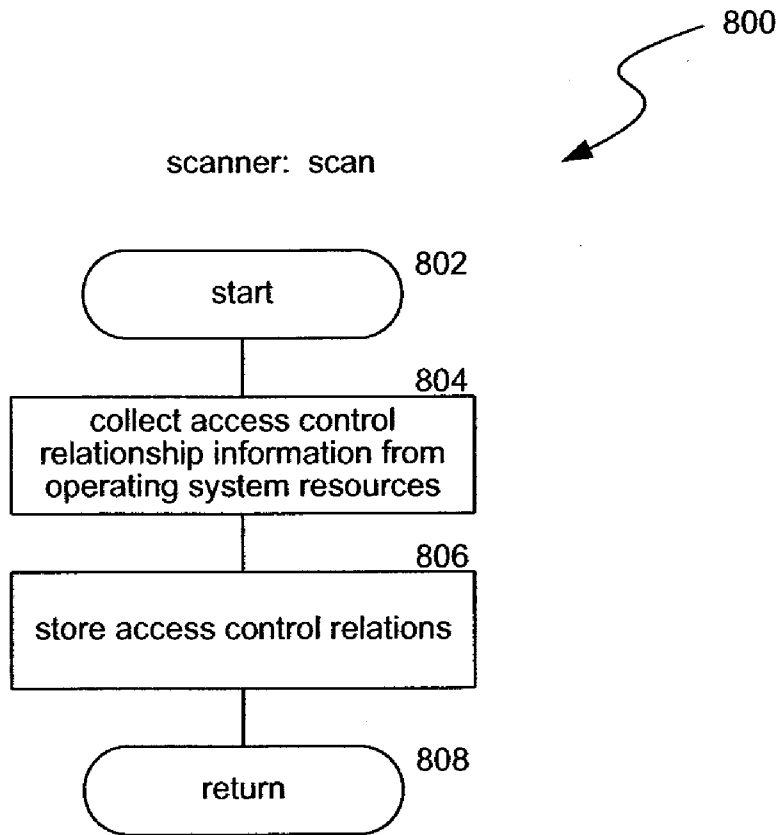 800
scanner: scan
802
start
804
collect access control
relationship information from
operating system resources
806
store access control relations
808
return